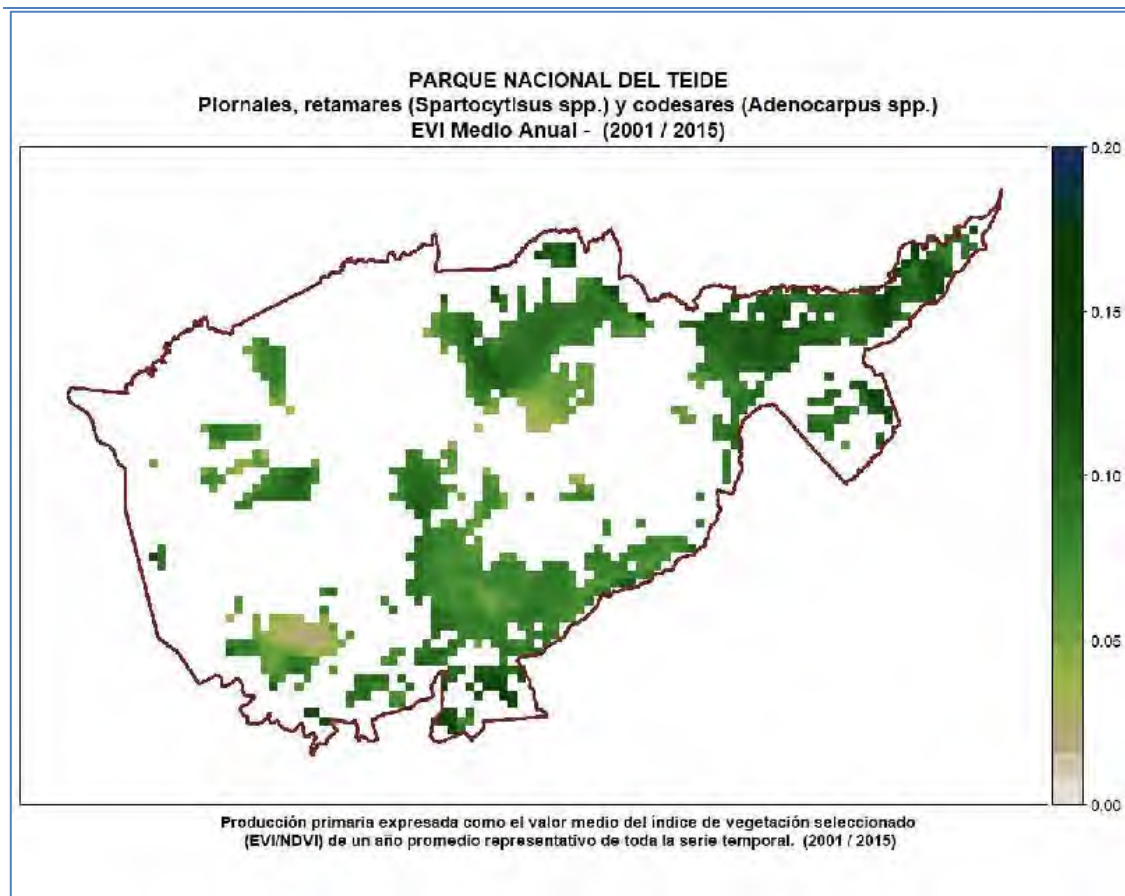 PARQUE NACIONAL DEL TEIDE
Piornales, retamares (Spartocytisus spp.) y codesares (Adenocarpus spp.)
EVI Medio Anual - (2001 / 2015)
0.20
0.15
0.10
0.05
0.00
Producción primaria expresada como el valor medio del índice de vegetación seleccionado
(EVI/NDVI) de un año promedio representativo de toda la serie temporal. (2001 / 2015)